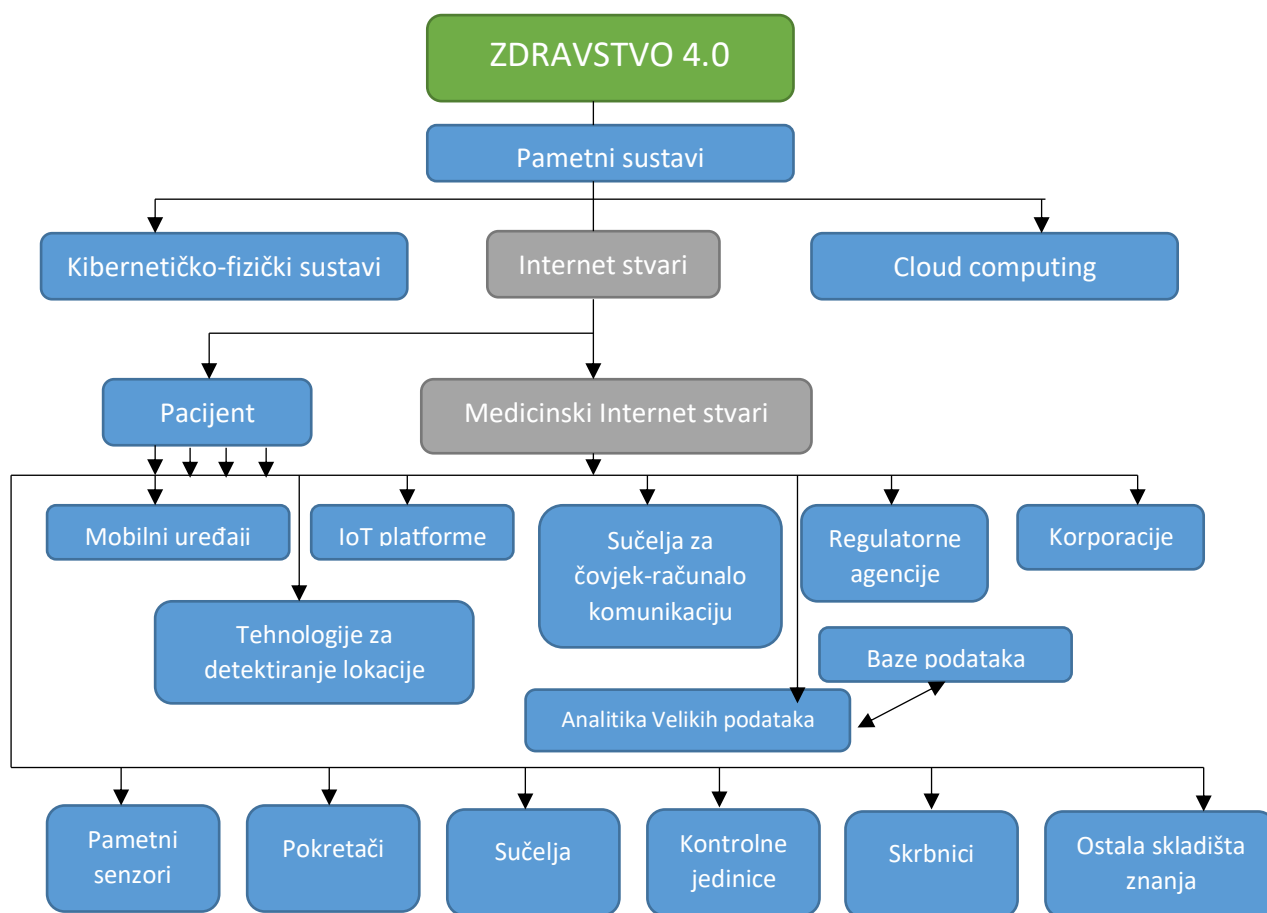 ZDRAVSTVO 4.0
Pametni sustavi
Kibernetičko-fizički sustavi
Internet stvari
Cloud computing
Pacijent
Medicinski Internet stvari
Mobilni uređaji
IoT platforme
Sučelja za
čovjek-računalo
komunikaciju
Regulatorne
agencije
Korporacije
Tehnologije za
detektiranje lokacije
Baze podataka
Analitika Velikih podataka
Pametni
senzori
Pokretači
Sučelja
Kontrolne
jedinice
Skrbnici
Ostala skladišta
znanja